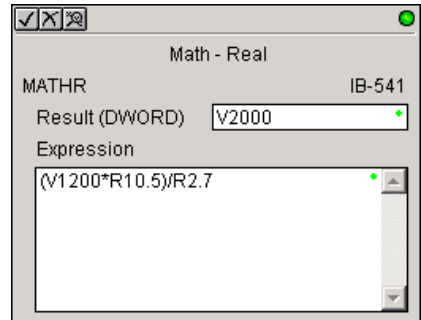 Math - Real
MATHR IB-541
Result (DWORD) V2000
Expression
(V1200*R10.5)/R2.7